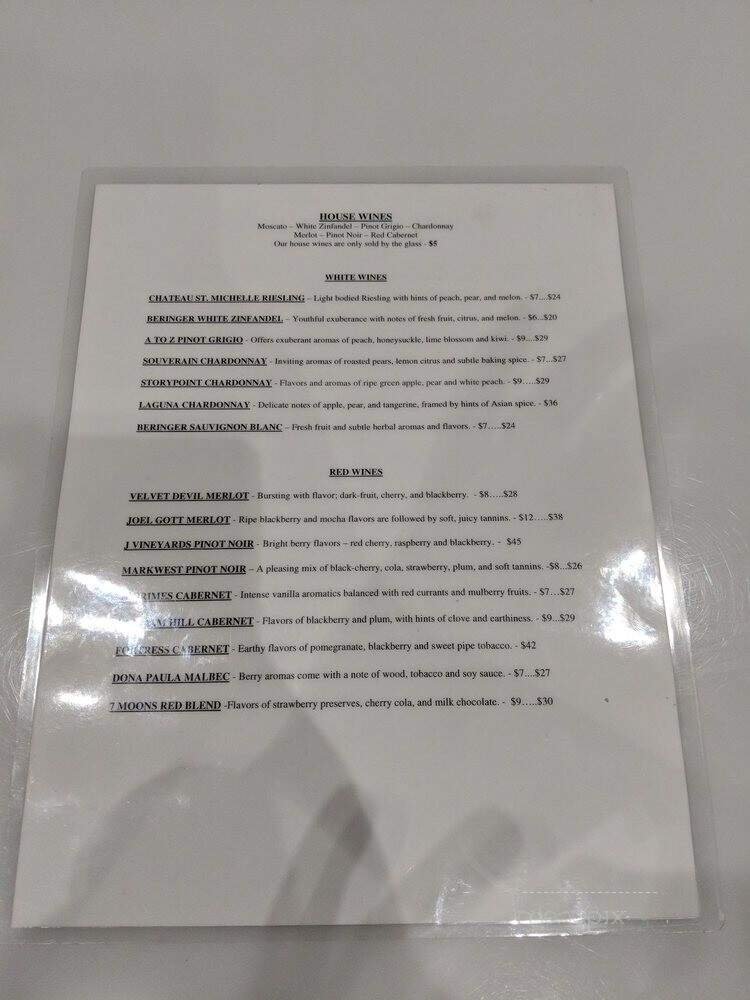 HOUSE WINES
Moscato – White Zinfandel – Pinot Grigio – Chardonnay
Merlot – Pinot Noir – Red Cabernet
Our house wines are only sold by the glass - $5
WHITE WINES
CHATEAU ST. MICHELLE RIESLING – Light bodied Riesling with hints of peach, pear, and melon. - $7....$24
BERINGER WHITE ZINFANDEL – Youthful exuberance with notes of fresh fruit, citrus, and melon. - $6...$20
A TO Z PINOT GRIGIO - Offers exuberant aromas of peach, honeysuckle, lime blossom and kiwi. - $9....$29
SOUVERAIN CHARDONNAY - Inviting aromas of roasted pears, lemon citrus and subtle baking spice. - $7...$27
STORYPOINT CHARDONNAY - Flavors and aromas of ripe green apple, pear and white peach. - $9.….$29
LAGUNA CHARDONNAY - Delicate notes of apple, pear, and tangerine, framed by hints of Asian spice. - $36
BERINGER SAUVIGNON BLANC – Fresh fruit and subtle herbal aromas and flavors. - $7.….$24
RED WINES
VELVET DEVIL MERLOT - Bursting with flavor; dark-fruit, cherry, and blackberry. - $8…..$28
JOEL GOTT MERLOT - Ripe blackberry and mocha flavors are followed by soft, juicy tannins. - $12…..$38
J VINEYARDS PINOT NOIR - Bright berry flavors – red cherry, raspberry and blackberry. - $45
MARKWEST PINOT NOIR – A pleasing mix of black-cherry, cola, strawberry, plum, and soft tannins. -$8...$26
CABERNET - Intense vanilla aromatics balanced with red currants and mulberry fruits. - $7…$27
HILL CABERNET - Flavors of blackberry and plum, with hints of clove and earthiness. - $9...$29
FORTRESS CABERNET - Earthy flavors of pomegranate, blackberry and sweet pipe tobacco. - $42
DONA PAULA MALBEC - Berry aromas come with a note of wood, tobacco and soy sauce. - $7....$27
7 MOONS RED BLEND -Flavors of strawberry preserves, cherry cola, and milk chocolate. - $9…..$30